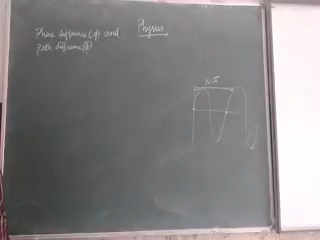 Physics
Phase difference (φ) and
path difference (d)